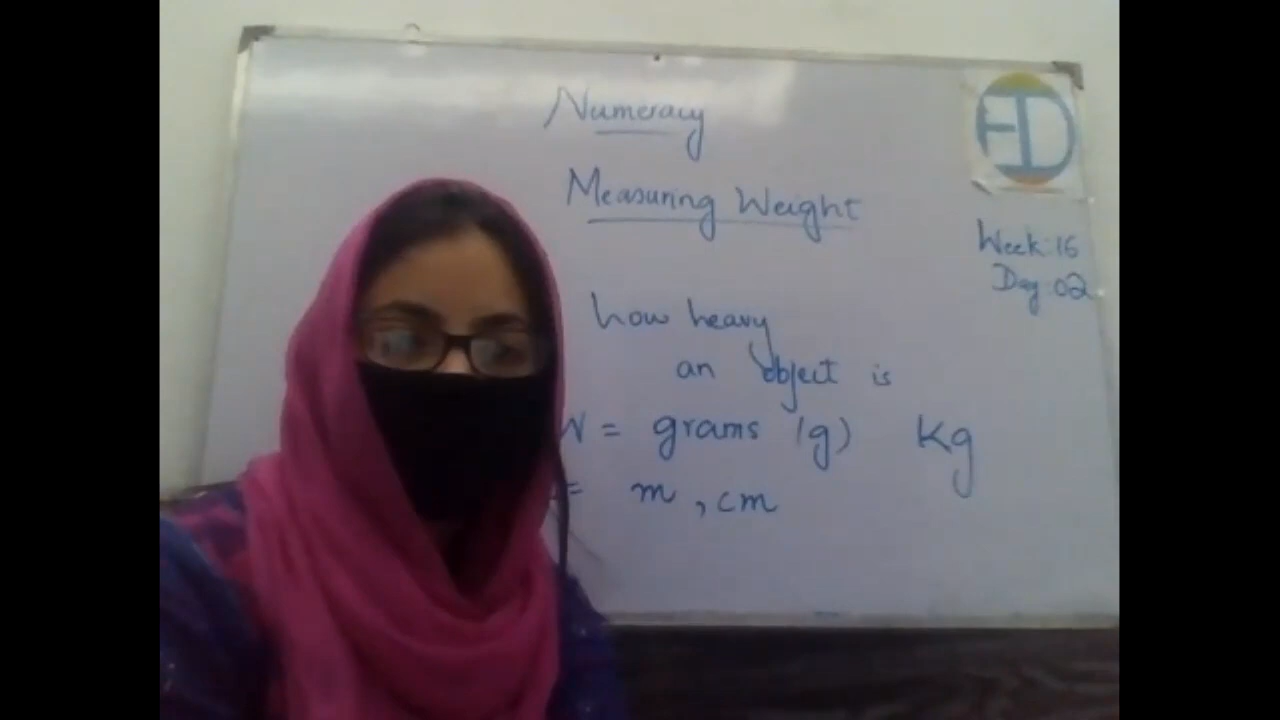 Numeracy
Measuring Weight
Week:16
Day:02
how heavy
an object is
W = grams (g) Kg
= m, cm